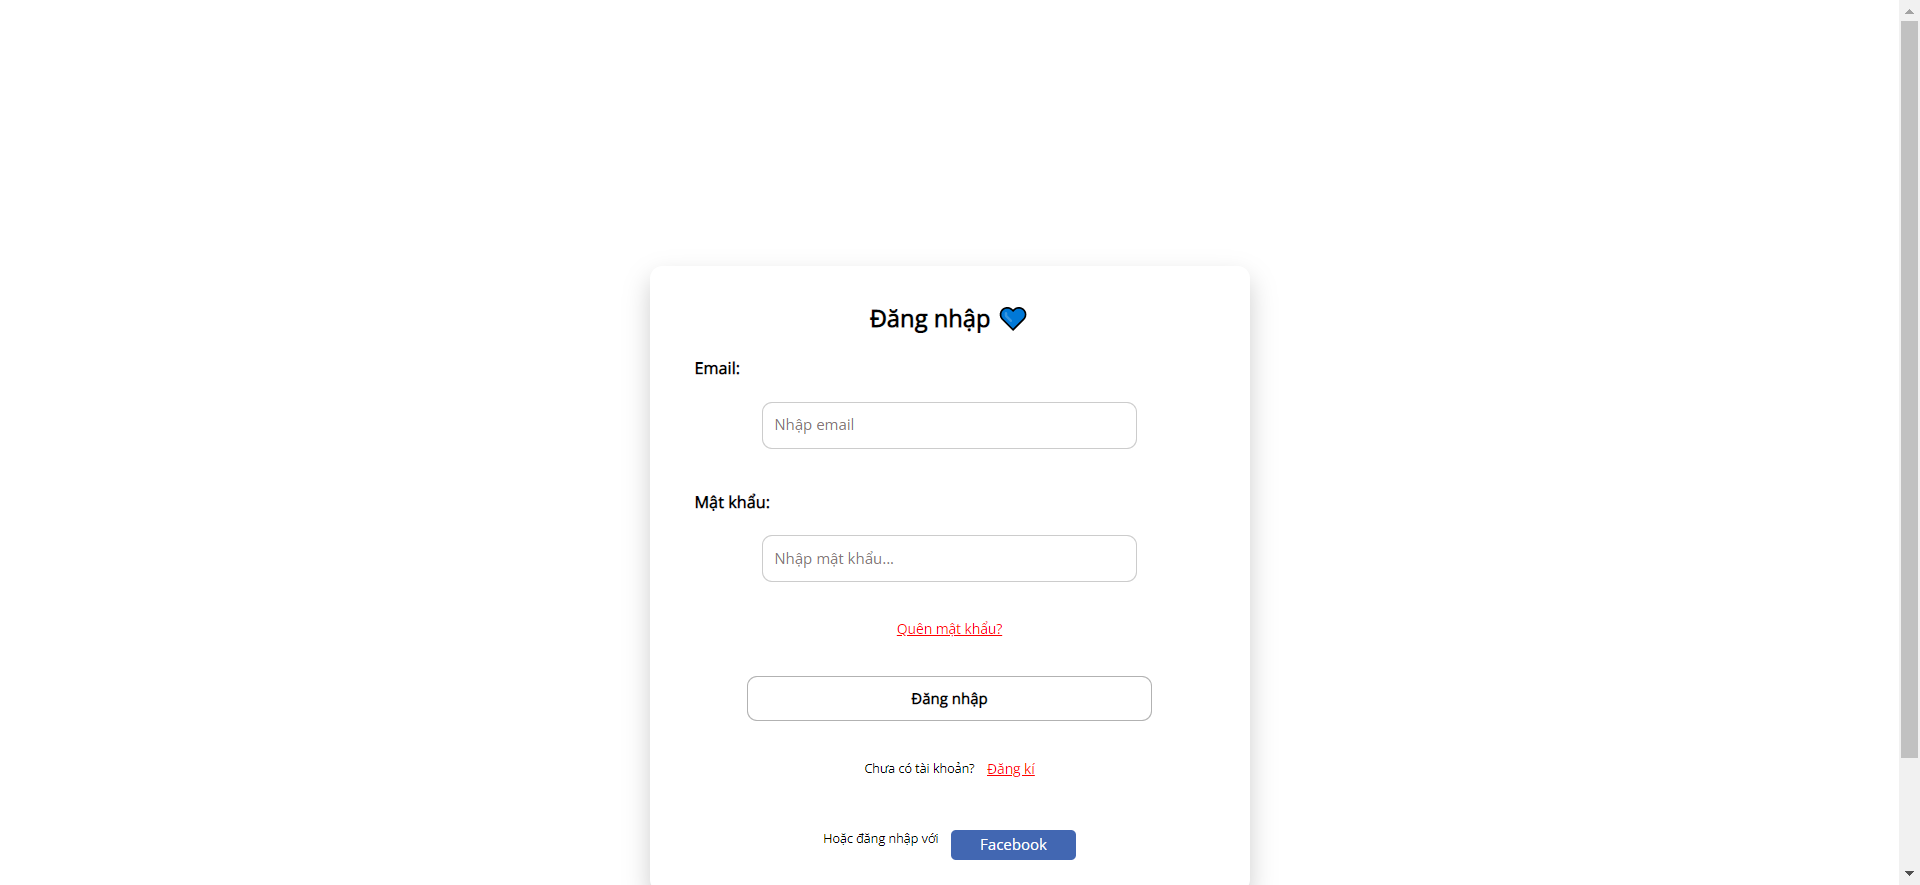 Đăng nhập 💙
Email:
Nhập email
Mật khẩu:
Nhập mật khẩu...
Quên mật khẩu?
Đăng nhập
Chưa có tài khoản? Đăng kí
Hoặc đăng nhập với Facebook